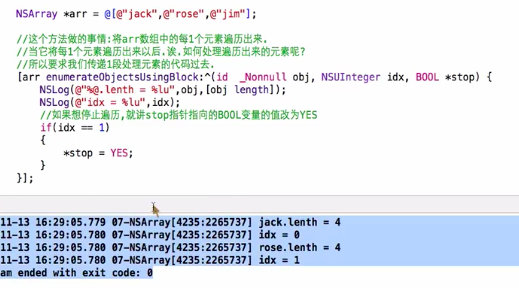 NSArray *arr = @[@"jack",@"rose",@"jim"];
//这个方法做的事情:将arr数组中的每1个元素遍历出来.
//当它将每1个元素遍历出来以后.诶.如何处理遍历出来的元素呢?
//所以要求我们传递1段处理元素的代码过去.
[arr enumerateObjectsUsingBlock:^(id _Nonnull obj, NSUInteger idx, BOOL *stop) {
NSLog(@"%@.lenth = %lu",obj,[obj length]);
NSLog(@"idx = %lu",idx);
//如果想停止遍历,就讲stop指针指向的BOOL变量的值改为YES
if(idx == 1)
{
*stop = YES;
}
}];
11-13 16:29:05.779 07-NSArray[4235:2265737] jack.lenth = 4
11-13 16:29:05.780 07-NSArray[4235:2265737] idx = 0
11-13 16:29:05.780 07-NSArray[4235:2265737] rose.lenth = 4
11-13 16:29:05.780 07-NSArray[4235:2265737] idx = 1
am ended with exit code: 0